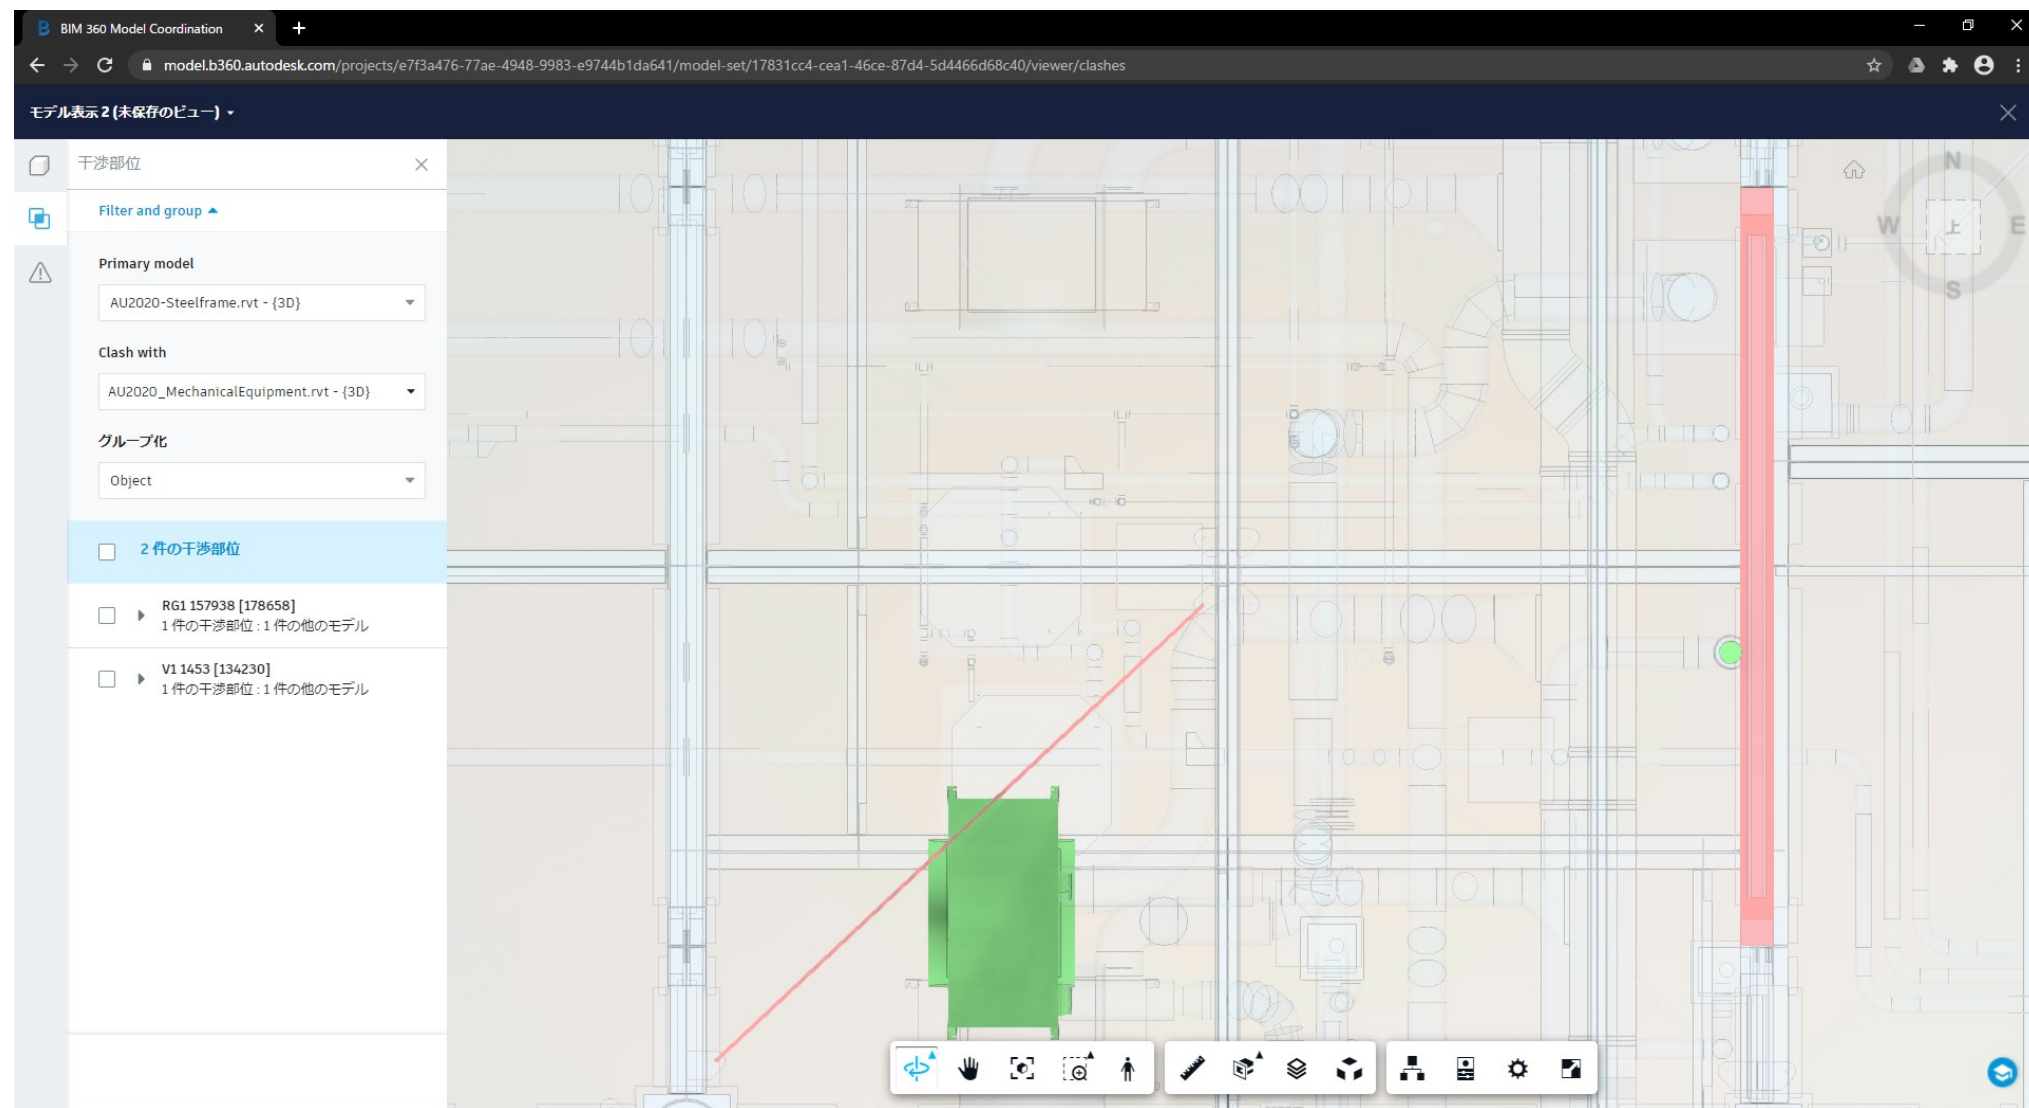 BIM 360 Model Coordination
model.b360.autodesk.com/projects/e7f3a476-77ae-4948-9983-e9744b1da641/model-set/17831cc4-cea1-46ce-87d4-5d4466d68c40/viewer/clashes
モデル表示 2 (未保存のビュー)
干渉部位
Filter and group
Primary model
AU2020-Steelframe.rvt - {3D}
Clash with
AU2020_MechanicalEquipment.rvt - {3D}
グループ化
Object
2 件の干渉部位
RG1 157938 [178658]
1 件の干渉部位 : 1 件の他のモデル
V1 1453 [134230]
1 件の干渉部位 : 1 件の他のモデル
N
W
上
E
S